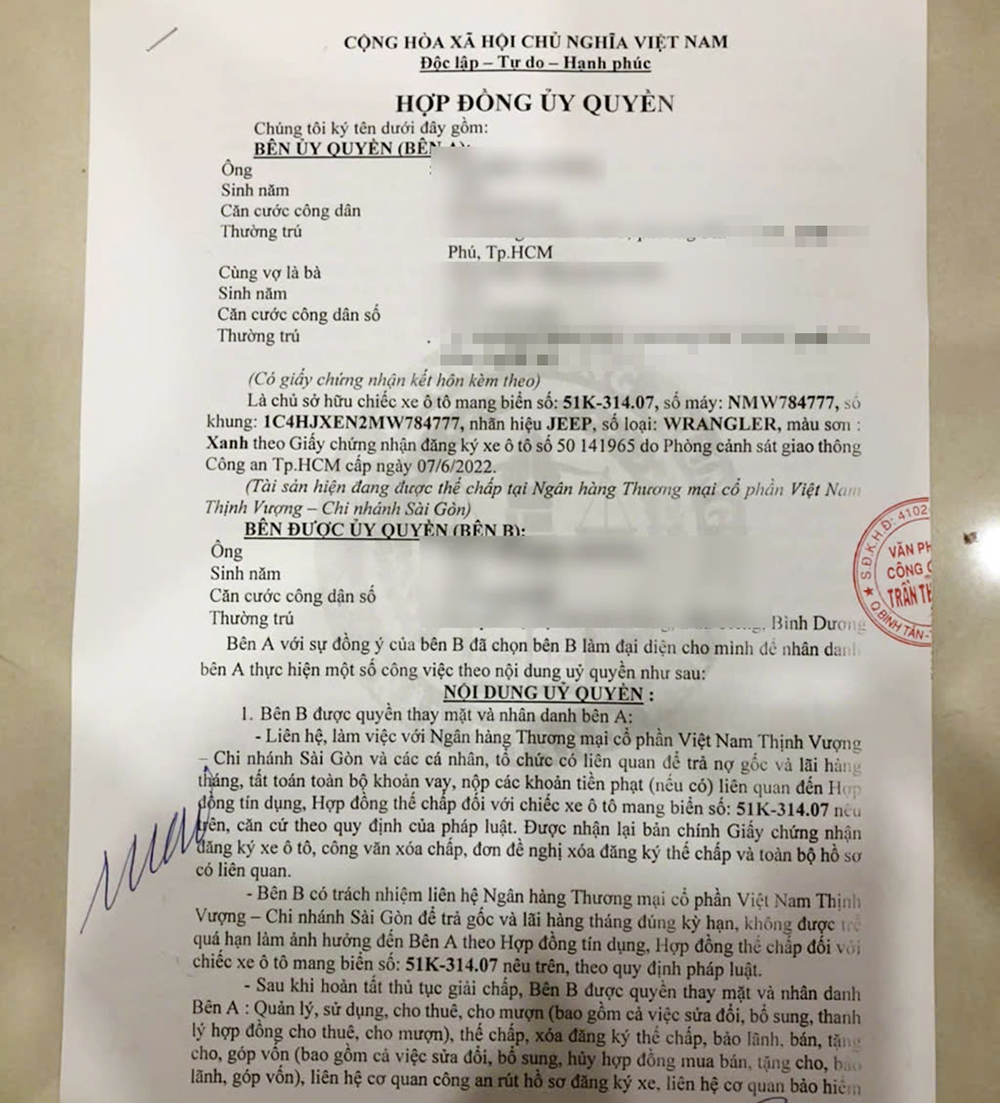 CỘNG HÒA XÃ HỘI CHỦ NGHĨA VIỆT NAM
Độc lập – Tự do – Hạnh phúc
HỢP ĐỒNG ỦY QUYỀN
Chúng tôi ký tên dưới đây gồm:
BÊN ỦY QUYỀN (BÊN A):
Ông :
Sinh năm
Căn cước công dân
Thường trú
Phú, Tp.HCM
Cùng vợ là bà
Sinh năm
Căn cước công dân số
Thường trú
(Có giấy chứng nhận kết hôn kèm theo)
Là chủ sở hữu chiếc xe ô tô mang biển số: 51K-314.07, số máy: NMW784777, số
khung: 1C4HJXEN2MW784777, nhãn hiệu JEEP, số loại: WRANGLER, màu sơn :
Xanh theo Giấy chứng nhận đăng ký xe ô tô số 50 141965 do Phòng cảnh sát giao thông
Công an Tp.HCM cấp ngày 07/6/2022.
(Tài sản hiện đang được thế chấp tại Ngân hàng Thương mại cổ phần Việt Nam
Thịnh Vượng – Chi nhánh Sài Gòn)
BÊN ĐƯỢC ỦY QUYỀN (BÊN B):
Ông
Sinh năm
Căn cước công dân số
Thường trú
, Bình Dương
S.Đ.K.H.Đ: 4102
VĂN PH
CÔNG C
TRẦN TH
Q.BÌNH TÂN-T
Bên A với sự đồng ý của bên B đã chọn bên B làm đại diện cho mình để nhân danh
bên A thực hiện một số công việc theo nội dung uỷ quyền như sau:
NỘI DUNG UỶ QUYỀN :
1. Bên B được quyền thay mặt và nhân danh bên A:
- Liên hệ, làm việc với Ngân hàng Thương mại cổ phần Việt Nam Thịnh Vượng
– Chi nhánh Sài Gòn và các cá nhân, tổ chức có liên quan để trả nợ gốc và lãi hàng
tháng, tất toán toàn bộ khoản vay, nộp các khoản tiền phạt (nếu có) liên quan đến Hợp
đồng tín dụng, Hợp đồng thế chấp đối với chiếc xe ô tô mang biển số: 51K-314.07 nêu
trên, căn cứ theo quy định của pháp luật. Được nhận lại bản chính Giấy chứng nhận
đăng ký xe ô tô, công văn xóa chấp, đơn đề nghị xóa đăng ký thế chấp và toàn bộ hồ sơ
có liên quan.
- Bên B có trách nhiệm liên hệ Ngân hàng Thương mại cổ phần Việt Nam Thịnh
Vượng – Chi nhánh Sài Gòn để trả gốc và lãi hàng tháng đúng kỳ hạn, không được trễ
quá hạn làm ảnh hưởng đến Bên A theo Hợp đồng tín dụng, Hợp đồng thế chấp đối với
chiếc xe ô tô mang biển số: 51K-314.07 nêu trên, theo quy định pháp luật.
- Sau khi hoàn tất thủ tục giải chấp, Bên B được quyền thay mặt và nhân danh
Bên A : Quản lý, sử dụng, cho thuê, cho mượn (bao gồm cả việc sửa đổi, bổ sung, thanh
lý hợp đồng cho thuê, cho mượn), thế chấp, xóa đăng ký thế chấp, bảo lãnh, bán, tặng
cho, góp vốn (bao gồm cả việc sửa đổi, bổ sung, hủy hợp đồng mua bán, tặng cho, bảo
lãnh, góp vốn), liên hệ cơ quan công an rút hồ sơ đăng ký xe, liên hệ cơ quan bảo hiểm